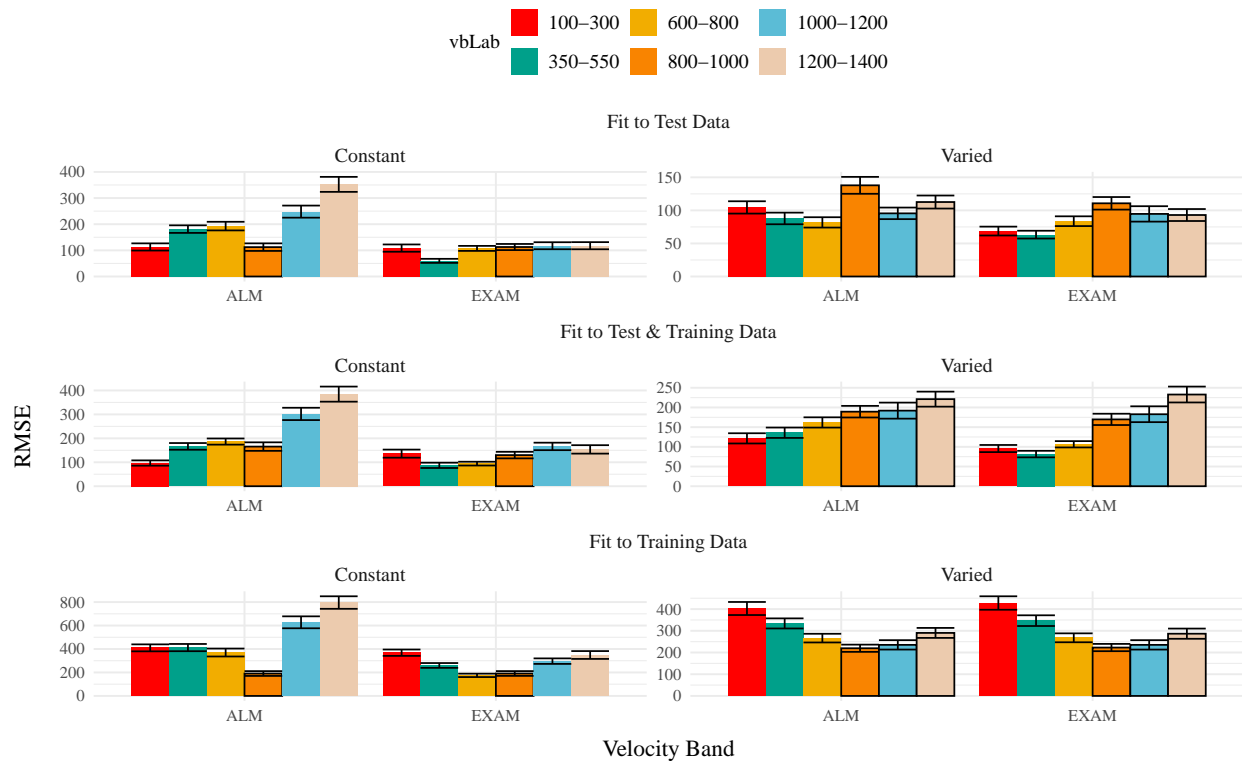 vbLab
100–300 600–800 1000–1200
350–550 800–1000 1200–1400
Fit to Test Data
Constant Varied
400
300
200
100
0
150
100
50
0
ALM EXAM ALM EXAM
Fit to Test & Training Data
Constant Varied
400
300
200
100
0
250
200
150
100
50
0
ALM EXAM ALM EXAM
Fit to Training Data
Constant Varied
800
600
400
200
0
400
300
200
100
0
ALM EXAM ALM EXAM
RMSE
Velocity Band